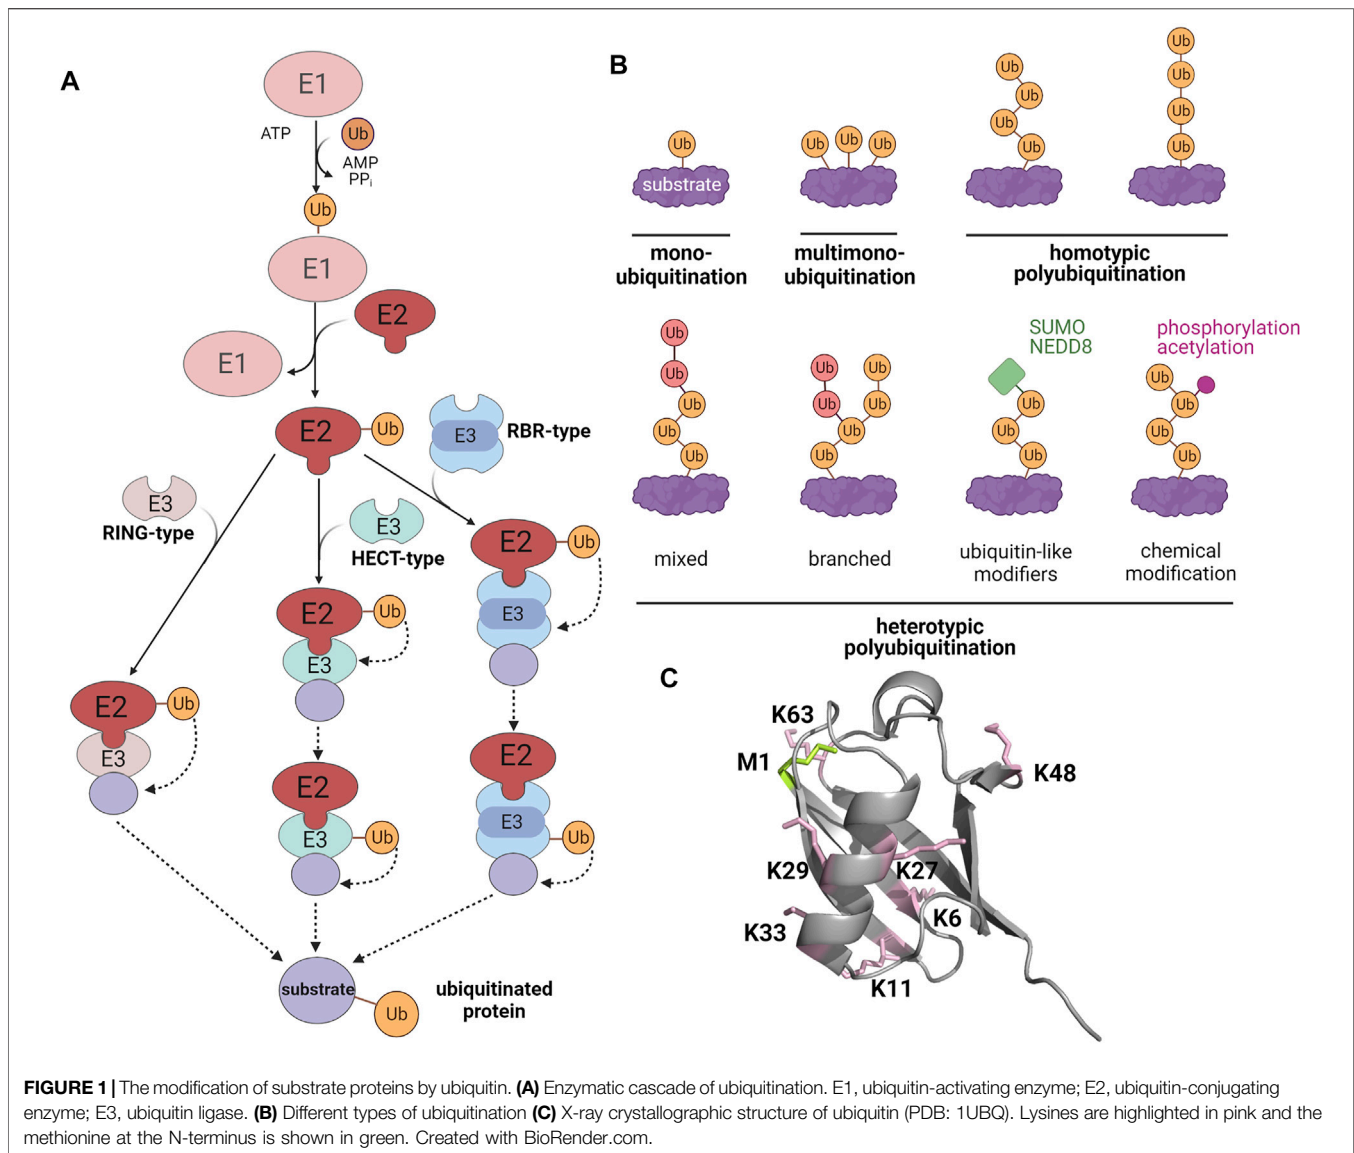 A
E1
ATP
Ub
AMP
PPi
Ub
E1
E2
E1
E2
Ub
E3
RBR-type
E3
RING-type
E3
HECT-type
E2
Ub
E3
E2
Ub
E3
E2
Ub
E3
E2
Ub
E3
E2
E3
Ub
substrate
Ub
ubiquitinated
protein
B
Ub
substrate
mono-
ubiquitination
Ub
Ub
Ub
multimono-
ubiquitination
Ub
Ub
Ub
Ub
Ub
Ub
Ub
Ub
homotypic
polyubiquitination
Ub
Ub
Ub
Ub
Ub
mixed
Ub
Ub
Ub
Ub
Ub
Ub
branched
SUMO
NEDD8
Ub
Ub
Ub
ubiquitin-like
modifiers
phosphorylation
acetylation
Ub
Ub
Ub
Ub
chemical
modification
heterotypic
polyubiquitination
C
K63
M1
K48
K29
K27
K6
K33
K11
FIGURE 1 | The modification of substrate proteins by ubiquitin. (A) Enzymatic cascade of ubiquitination. E1, ubiquitin-activating enzyme; E2, ubiquitin-conjugating
enzyme; E3, ubiquitin ligase. (B) Different types of ubiquitination (C) X-ray crystallographic structure of ubiquitin (PDB: 1UBQ). Lysines are highlighted in pink and the
methionine at the N-terminus is shown in green. Created with BioRender.com.